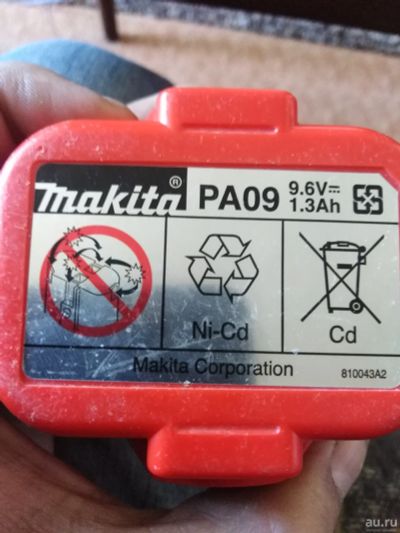 makita® PA09 9.6V⎓
1.3Ah
Ni-Cd
Cd
Makita Corporation
810043A2
au.ru